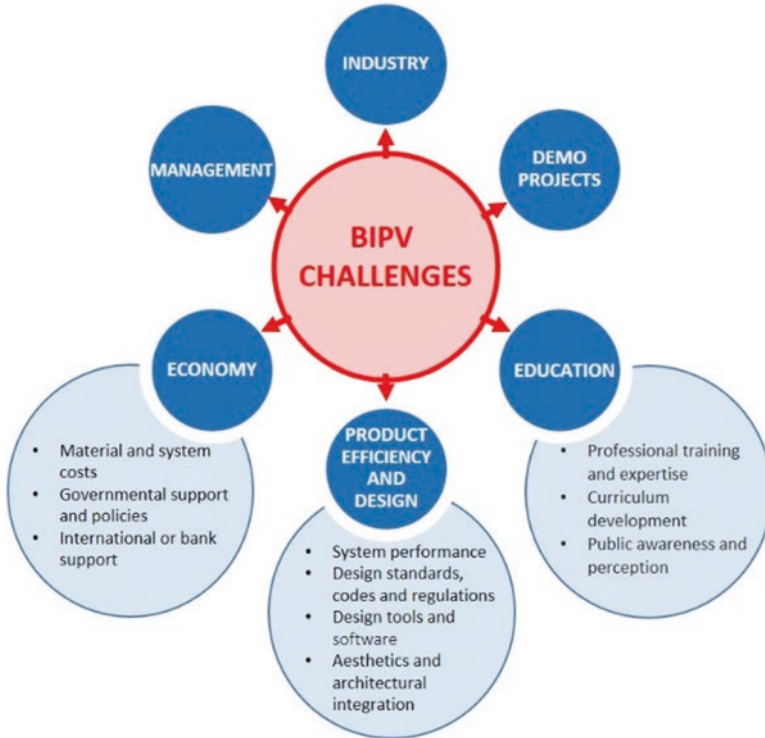 INDUSTRY
MANAGEMENT
DEMO
PROJECTS
BIPV
CHALLENGES
ECONOMY
EDUCATION
PRODUCT
EFFICIENCY
AND
DESIGN
• Material and system
costs
• Governmental support
and policies
• International or bank
support
• System performance
• Design standards,
codes and regulations
• Design tools and
software
• Aesthetics and
architectural
integration
• Professional training
and expertise
• Curriculum
development
• Public awareness and
perception